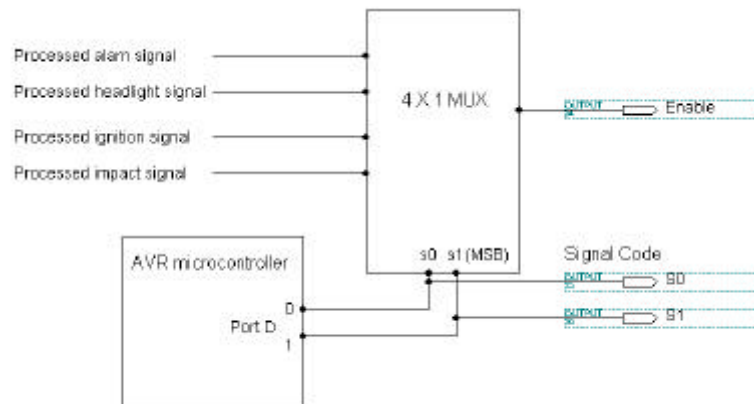 Processed alarm signal
Processed headlight signal
4 X 1 MUX
OUTPUT
Enable
Processed ignition signal
Processed impact signal
s0 s1 (MSB)
Signal Code
AVR microcontroller
OUTPUT
S0
0
Port D
OUTPUT
S1
1